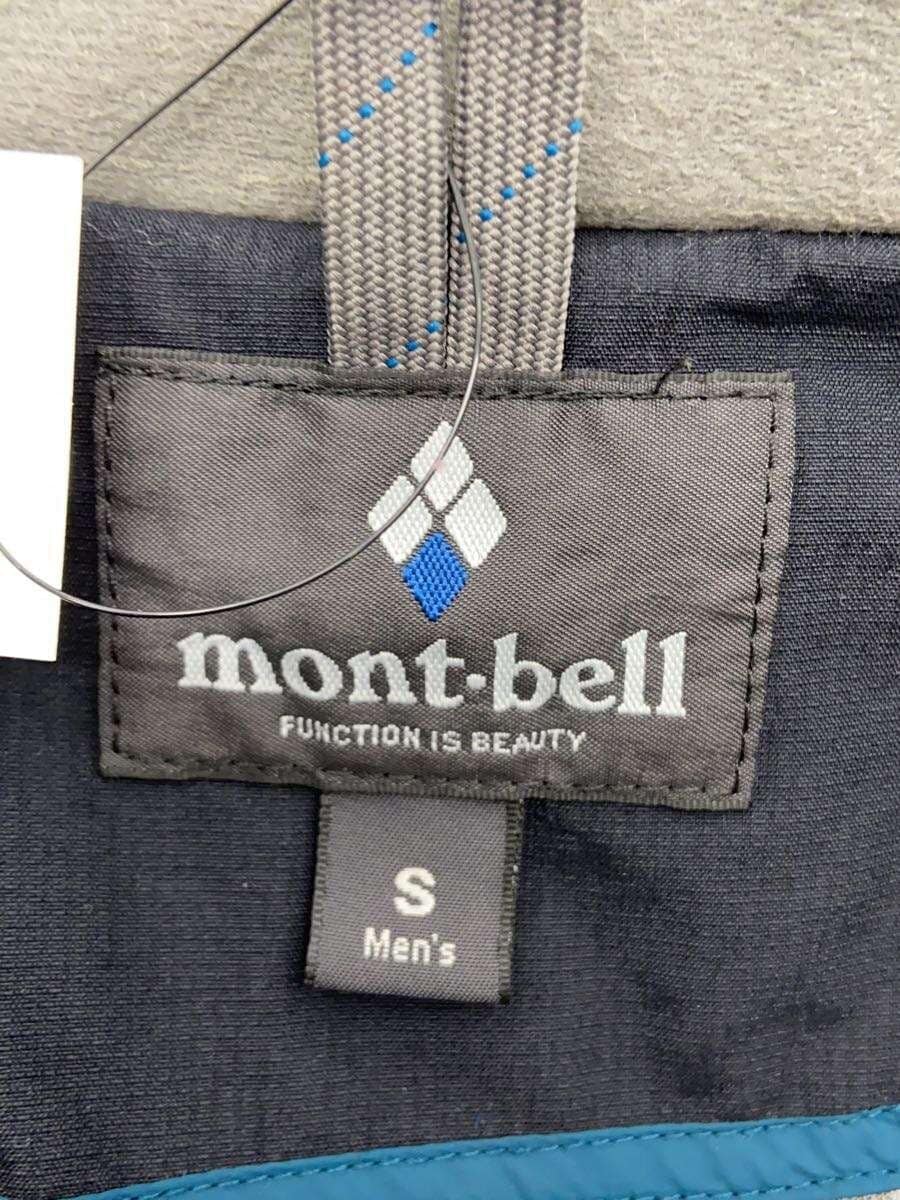 mont·bell
FUNCTION IS BEAUTY
S
Men's